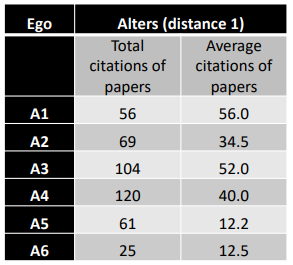 Ego Alters (distance 1)
Total citations of papers Average citations of papers
A1 56 56.0
A2 69 34.5
A3 104 52.0
A4 120 40.0
A5 61 12.2
A6 25 12.5